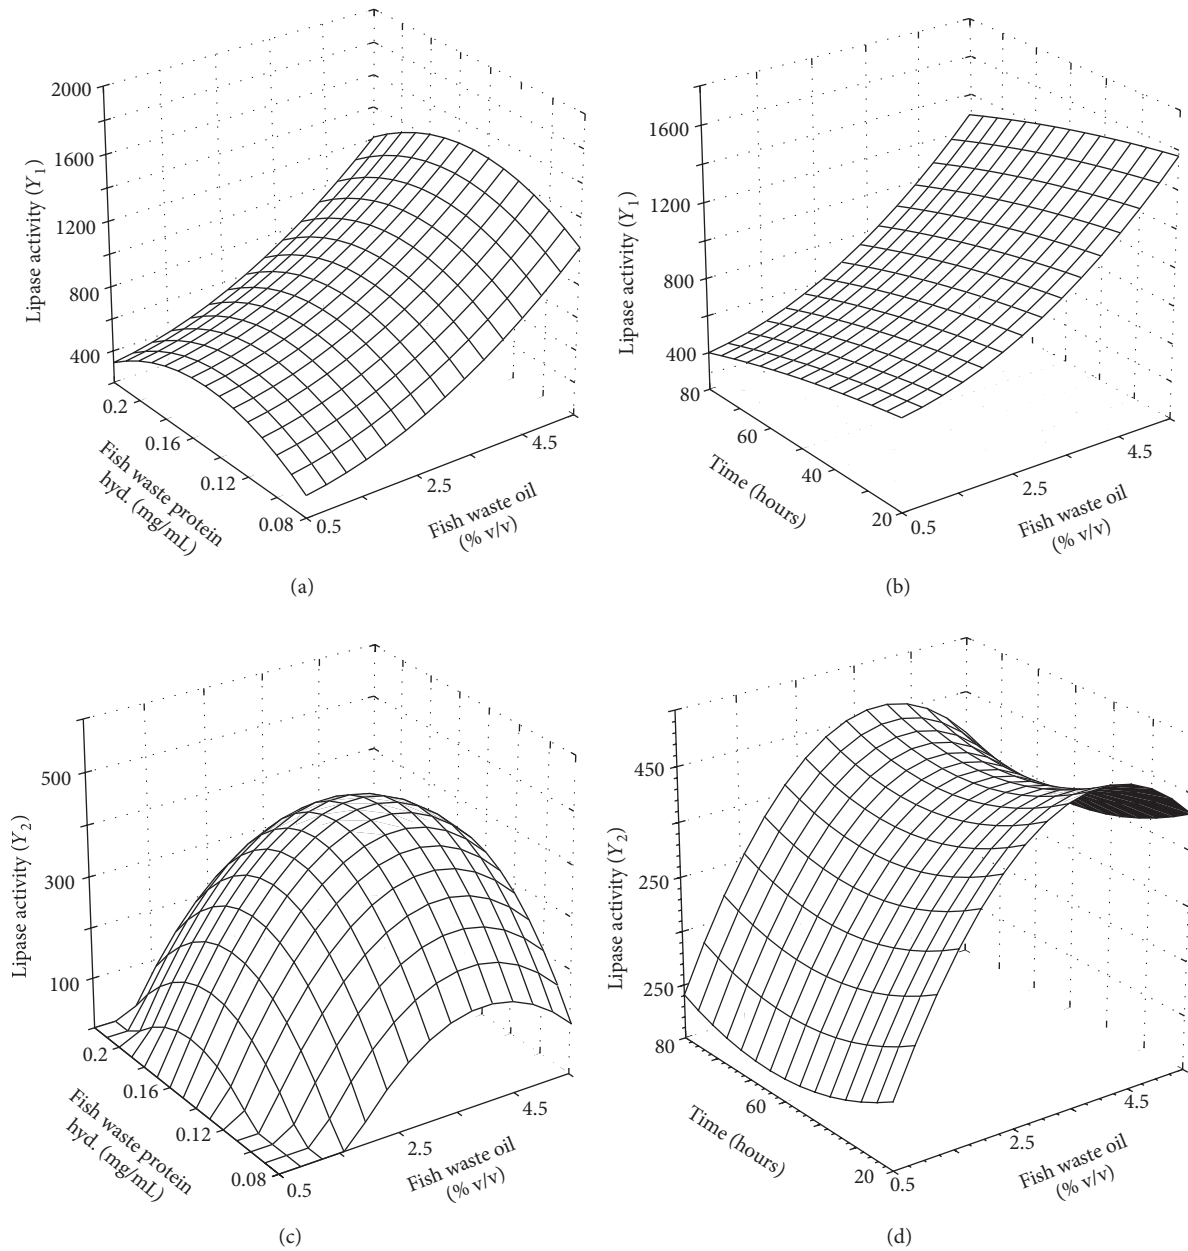 2000
1600
1200
800
400
Lipase activity (Y1)
0.2
0.16
0.12
0.08
Fish waste protein
hyd. (mg/mL)
0.5
2.5
4.5
Fish waste oil
(% v/v)
(a)
1600
1200
800
400
Lipase activity (Y1)
80
60
40
20
Time (hours)
0.5
2.5
4.5
Fish waste oil
(% v/v)
(b)
500
300
100
Lipase activity (Y2)
0.2
0.16
0.12
0.08
Fish waste protein
hyd. (mg/mL)
0.5
2.5
4.5
Fish waste oil
(% v/v)
(c)
450
250
250
Lipase activity (Y2)
80
60
20
Time (hours)
0.5
2.5
4.5
Fish waste oil
(% v/v)
(d)